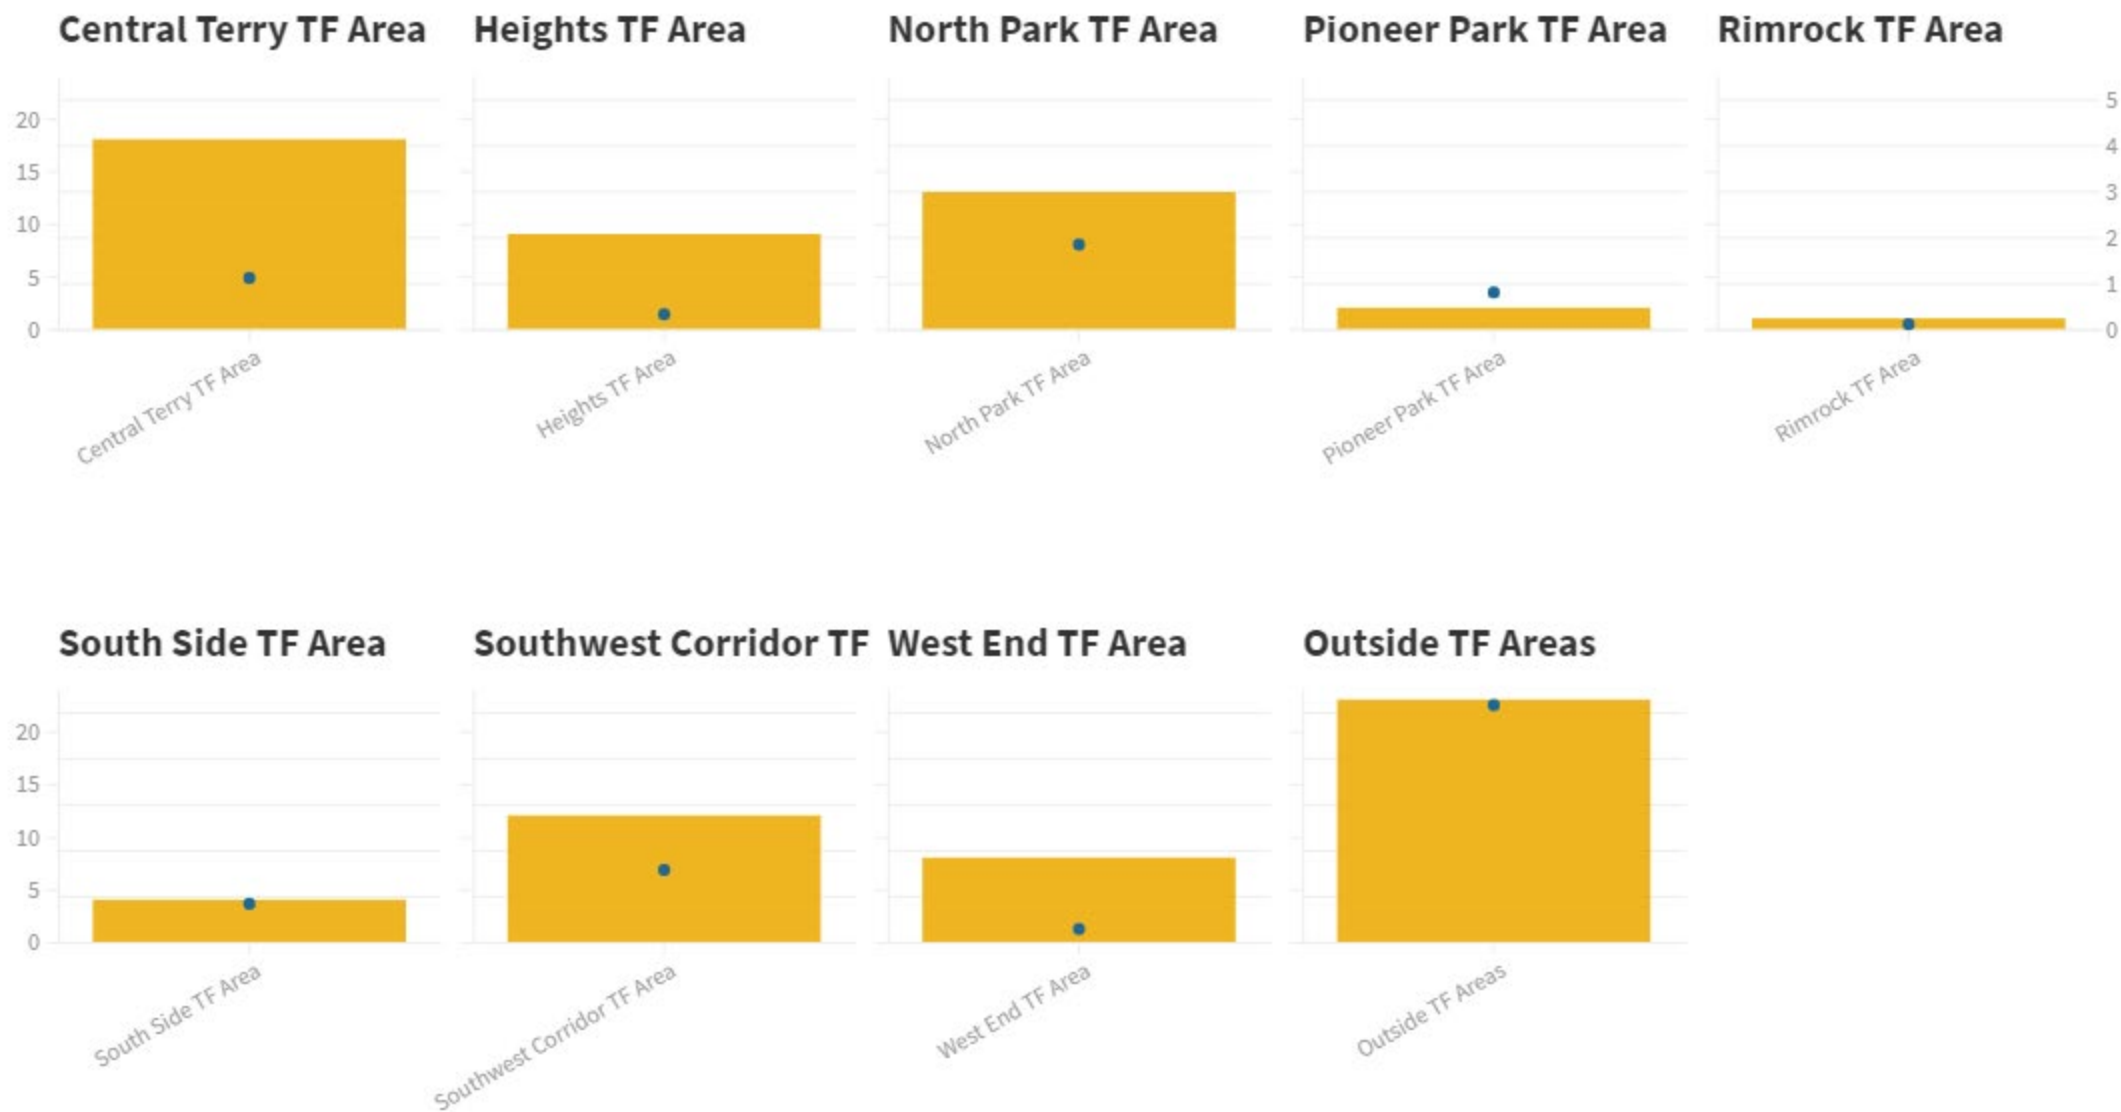 Central Terry TF Area
Heights TF Area
North Park TF Area
Pioneer Park TF Area
Rimrock TF Area
20
15
10
5
0
5
4
3
2
1
0
Central Terry TF Area
Heights TF Area
North Park TF Area
Pioneer Park TF Area
Rimrock TF Area
South Side TF Area
Southwest Corridor TF
West End TF Area
Outside TF Areas
20
15
10
5
0
South Side TF Area
Southwest Corridor TF Area
West End TF Area
Outside TF Areas